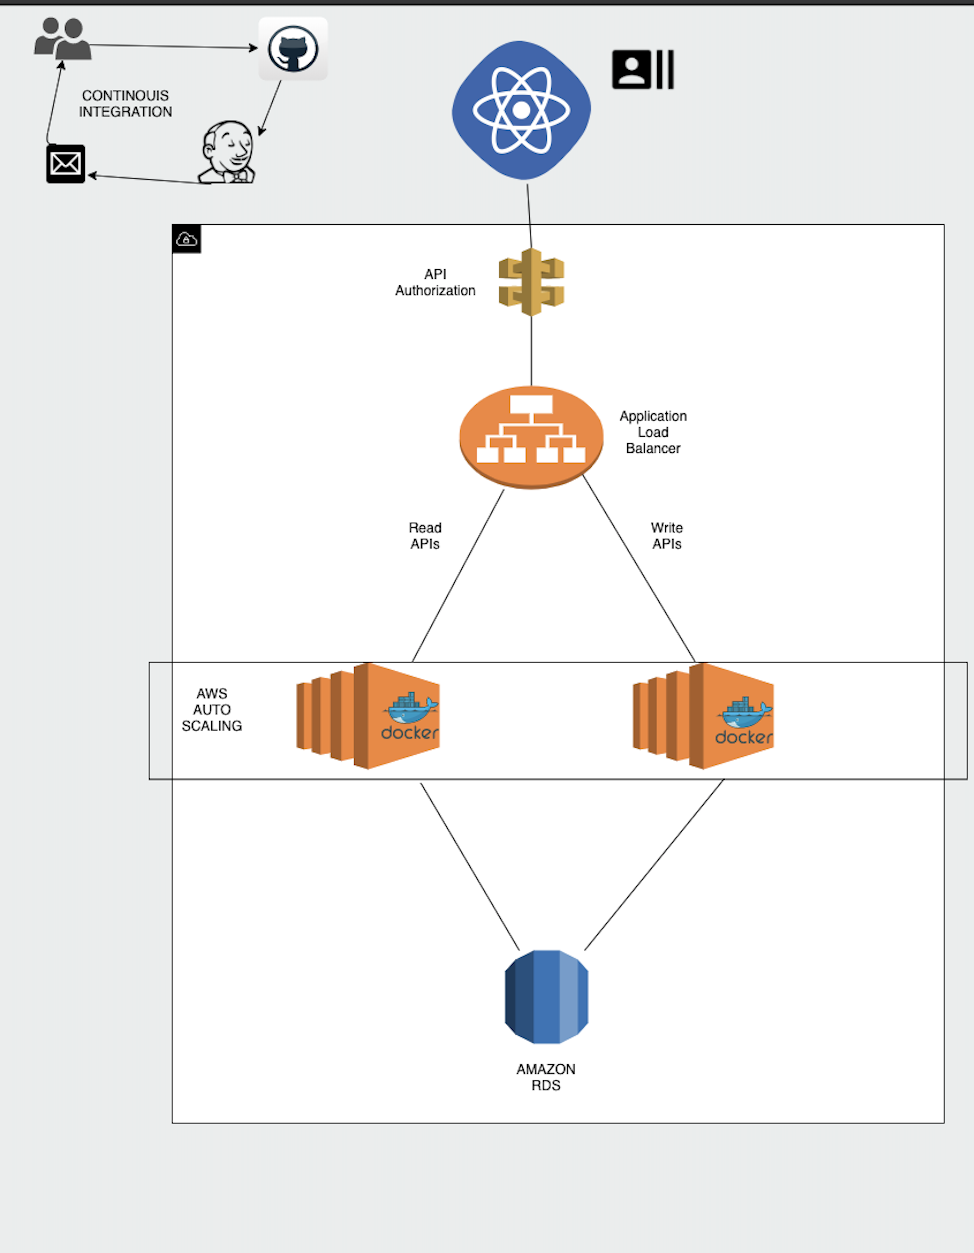 CONTINOUIS
INTEGRATION
API
Authorization
Application
Load
Balancer
Read
APIs
Write
APIs
AWS
AUTO
SCALING
docker
docker
AMAZON
RDS